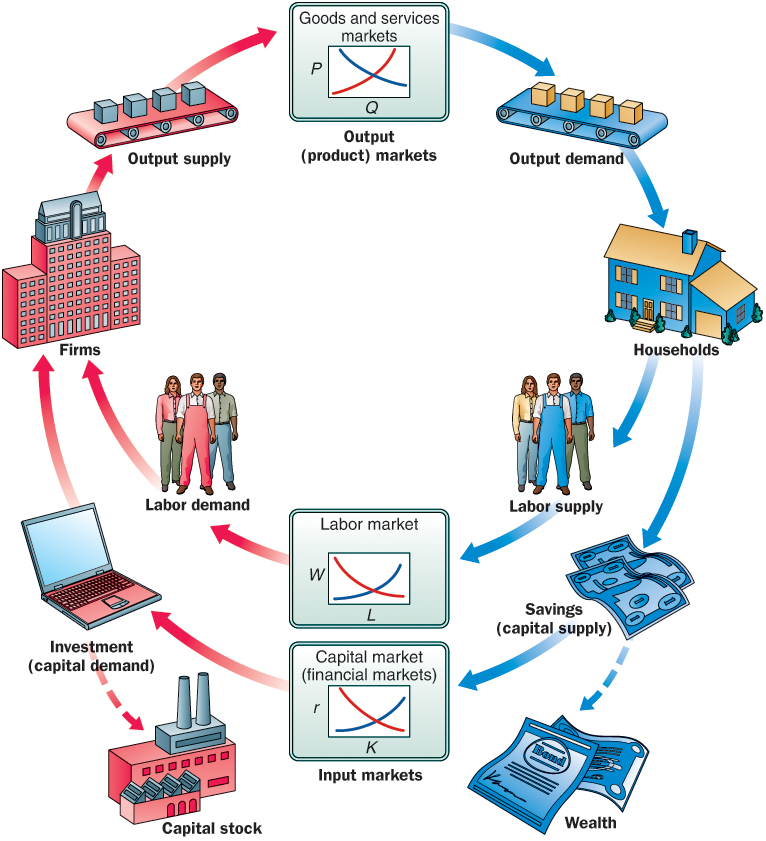 Goods and services
markets
P
Q
Output
(product) markets
Output supply
Output demand
Firms
Households
Labor demand
Labor supply
Labor market
W
L
Investment
(capital demand)
Savings
(capital supply)
Capital market
(financial markets)
r
K
Input markets
Capital stock
Bond
Wealth